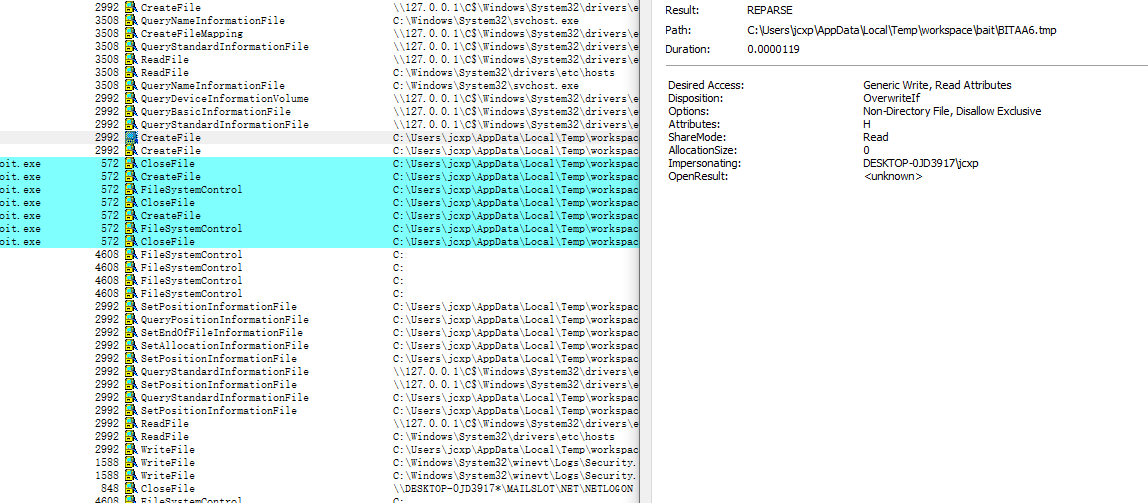 2992 CreateFile \\127.0.0.1\C$\Windows\System32\drivers\e
3508 QueryNameInformationFile C:\Windows\System32\svchost.exe
3508 CreateFileMapping \\127.0.0.1\C$\Windows\System32\drivers\e
3508 QueryStandardInformationFile \\127.0.0.1\C$\Windows\System32\drivers\e
3508 ReadFile \\127.0.0.1\C$\Windows\System32\drivers\e
3508 ReadFile C:\Windows\System32\drivers\etc\hosts
3508 QueryNameInformationFile C:\Windows\System32\svchost.exe
2992 QueryDeviceInformationVolume \\127.0.0.1\C$\Windows\System32\drivers\e
2992 QueryBasicInformationFile \\127.0.0.1\C$\Windows\System32\drivers\e
2992 QueryStandardInformationFile \\127.0.0.1\C$\Windows\System32\drivers\e
2992 CreateFile C:\Users\jcxp\AppData\Local\Temp\workspac
2992 CreateFile C:\Users\jcxp\AppData\Local\Temp\workspac
oit.exe 572 CloseFile C:\Users\jcxp\AppData\Local\Temp\workspac
oit.exe 572 CreateFile C:\Users\jcxp\AppData\Local\Temp\workspac
oit.exe 572 FileSystemControl C:\Users\jcxp\AppData\Local\Temp\workspac
oit.exe 572 CloseFile C:\Users\jcxp\AppData\Local\Temp\workspac
oit.exe 572 CreateFile C:\Users\jcxp\AppData\Local\Temp\workspac
oit.exe 572 FileSystemControl C:\Users\jcxp\AppData\Local\Temp\workspac
oit.exe 572 CloseFile C:\Users\jcxp\AppData\Local\Temp\workspac
4608 FileSystemControl C:
4608 FileSystemControl C:
4608 FileSystemControl C:
4608 FileSystemControl C:
2992 SetPositionInformationFile C:\Users\jcxp\AppData\Local\Temp\workspac
2992 QueryPositionInformationFile C:\Users\jcxp\AppData\Local\Temp\workspac
2992 SetEndOfFileInformationFile C:\Users\jcxp\AppData\Local\Temp\workspac
2992 SetAllocationInformationFile C:\Users\jcxp\AppData\Local\Temp\workspac
2992 SetPositionInformationFile C:\Users\jcxp\AppData\Local\Temp\workspac
2992 QueryStandardInformationFile \\127.0.0.1\C$\Windows\System32\drivers\e
2992 SetPositionInformationFile \\127.0.0.1\C$\Windows\System32\drivers\e
2992 QueryStandardInformationFile C:\Users\jcxp\AppData\Local\Temp\workspac
2992 SetPositionInformationFile C:\Users\jcxp\AppData\Local\Temp\workspac
2992 ReadFile \\127.0.0.1\C$\Windows\System32\drivers\e
2992 ReadFile C:\Windows\System32\drivers\etc\hosts
2992 WriteFile C:\Users\jcxp\AppData\Local\Temp\workspac
1588 WriteFile C:\Windows\System32\winevt\Logs\Security.
1588 WriteFile C:\Windows\System32\winevt\Logs\Security.
848 CloseFile \\DESKTOP-0JD3917*\MAILSLOT\NET\NETLOGON
4608 FileSystemControl C:
Result: REPARSE
Path: C:\Users\jcxp\AppData\Local\Temp\workspace\bait\BITAA6.tmp
Duration: 0.0000119
Desired Access: Generic Write, Read Attributes
Disposition: OverwriteIf
Options: Non-Directory File, Disallow Exclusive
Attributes: H
ShareMode: Read
AllocationSize: 0
Impersonating: DESKTOP-0JD3917\jcxp
OpenResult: <unknown>